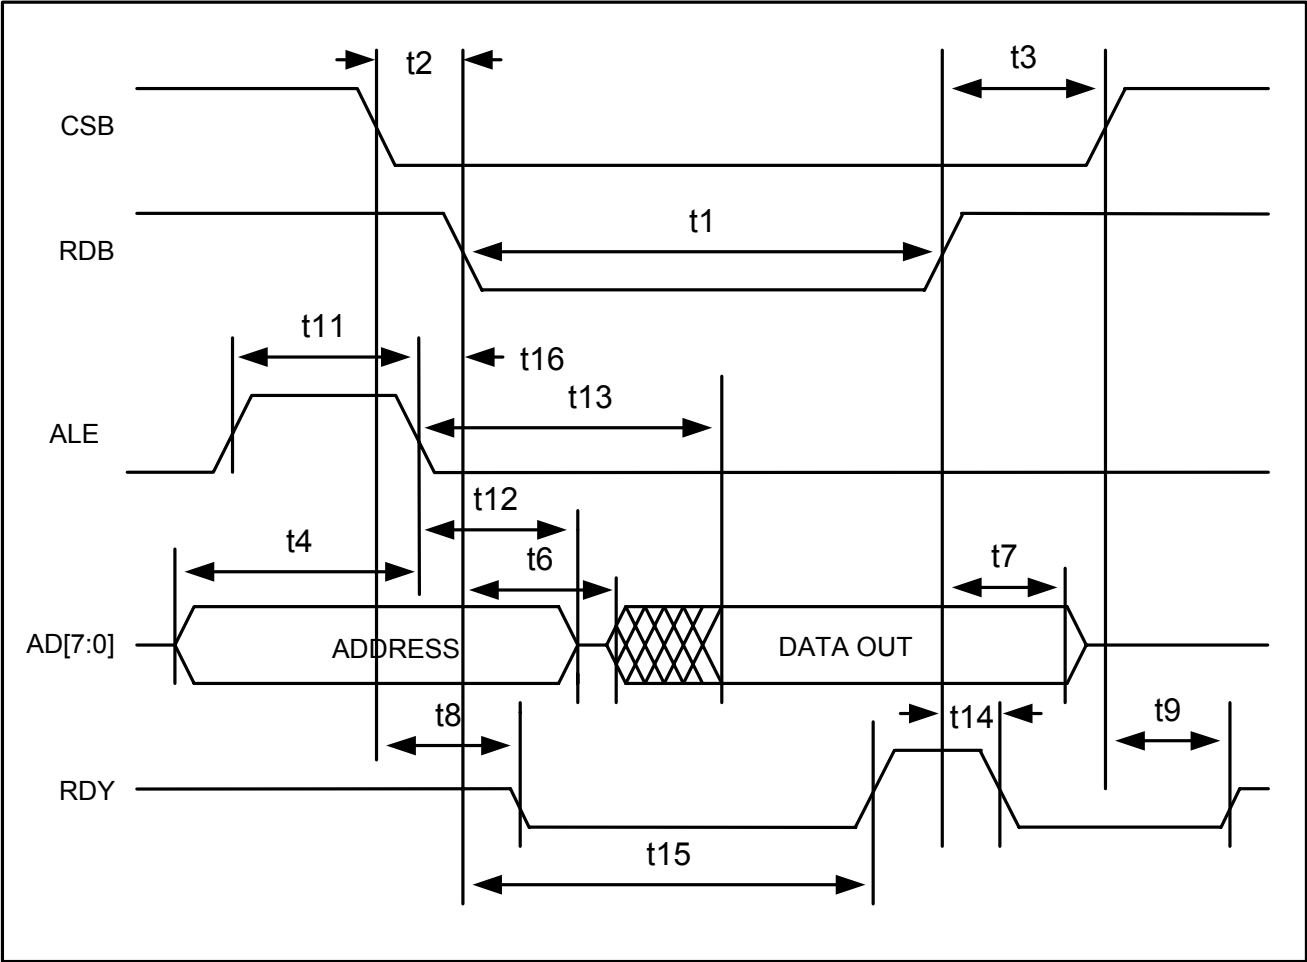 t2
t3
CSB
t1
RDB
t11
t16
t13
ALE
t12
t4
t6
t7
AD[7:0]
ADDRESS
DATA OUT
t8
t14
t9
RDY
t15